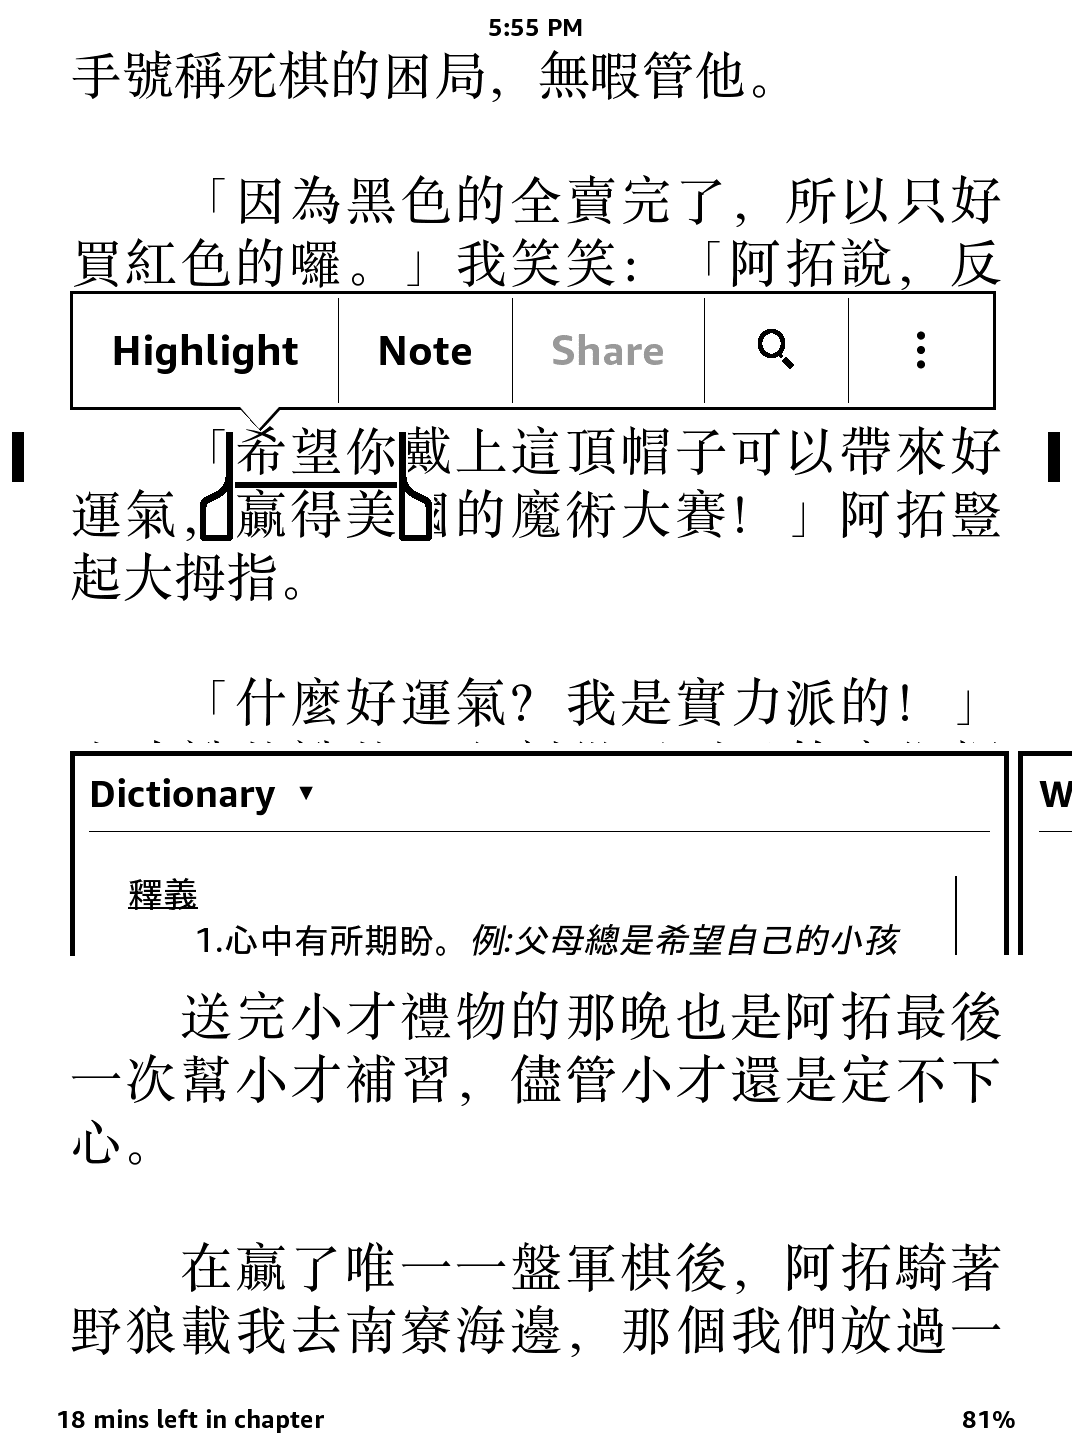 5:55 PM
手號稱死棋的困局，無暇管他。
「因為黑色的全賣完了，所以只好
買紅色的囉。」我笑笑：「阿拓說，反
Highlight Note Share
「希望你戴上這頂帽子可以帶來好
運氣，贏得美國的魔術大賽！」阿拓豎
起大拇指。
「什麼好運氣？我是實力派的！」
Dictionary ▼ W
釋義
1.心中有所期盼。例:父母總是希望自己的小孩
送完小才禮物的那晚也是阿拓最後
一次幫小才補習，儘管小才還是定不下
心。
在贏了唯一一盤軍棋後，阿拓騎著
野狼載我去南寮海邊，那個我們放過一
18 mins left in chapter 81%